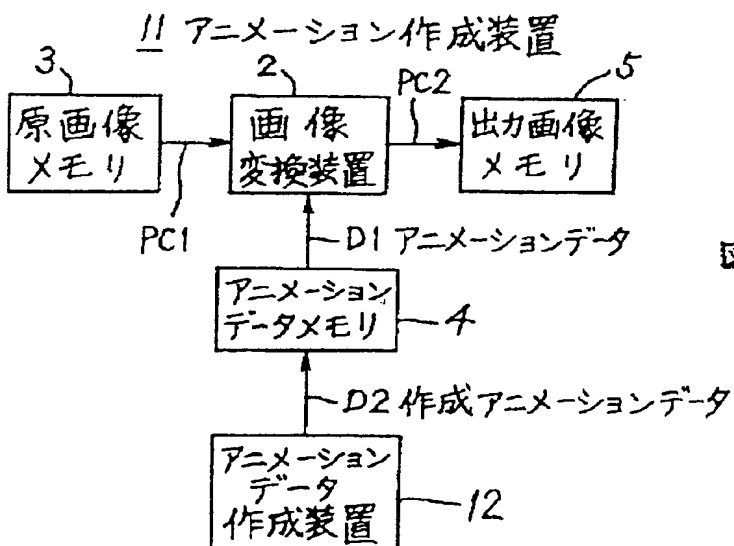 11 アニメーション作成装置
3
2
PC2
5
原画像
メモリ
画像
変換装置
出力画像
メモリ
PC1
D1 アニメーションデータ
アニメーション
データメモリ
4
D2 作成アニメーションデータ
アニメーション
データ
作成装置
12